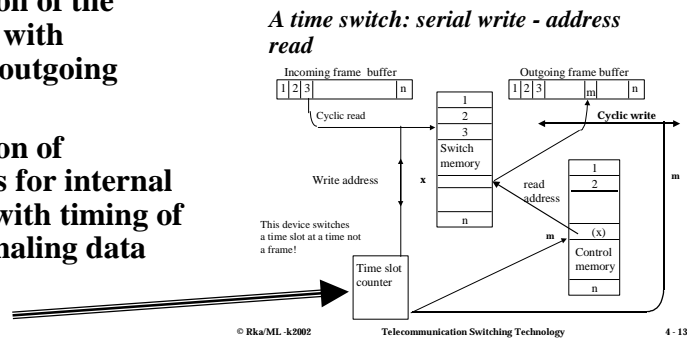 on of the
with
outgoing
on of
s for internal
with timing of
naling data
A time switch: serial write - address
read
Incoming frame buffer
1 2 3 n
Outgoing frame buffer
1 2 3 m n
Cyclic read
Cyclic write
1
2
3
Switch
memory
n
Write address
x
read
address
m
1
2
(x)
Control
memory
n
m
This device switches
a time slot at a time not
a frame!
Time slot
counter
© Rka/ML -k2002 Telecommunication Switching Technology 4 - 13